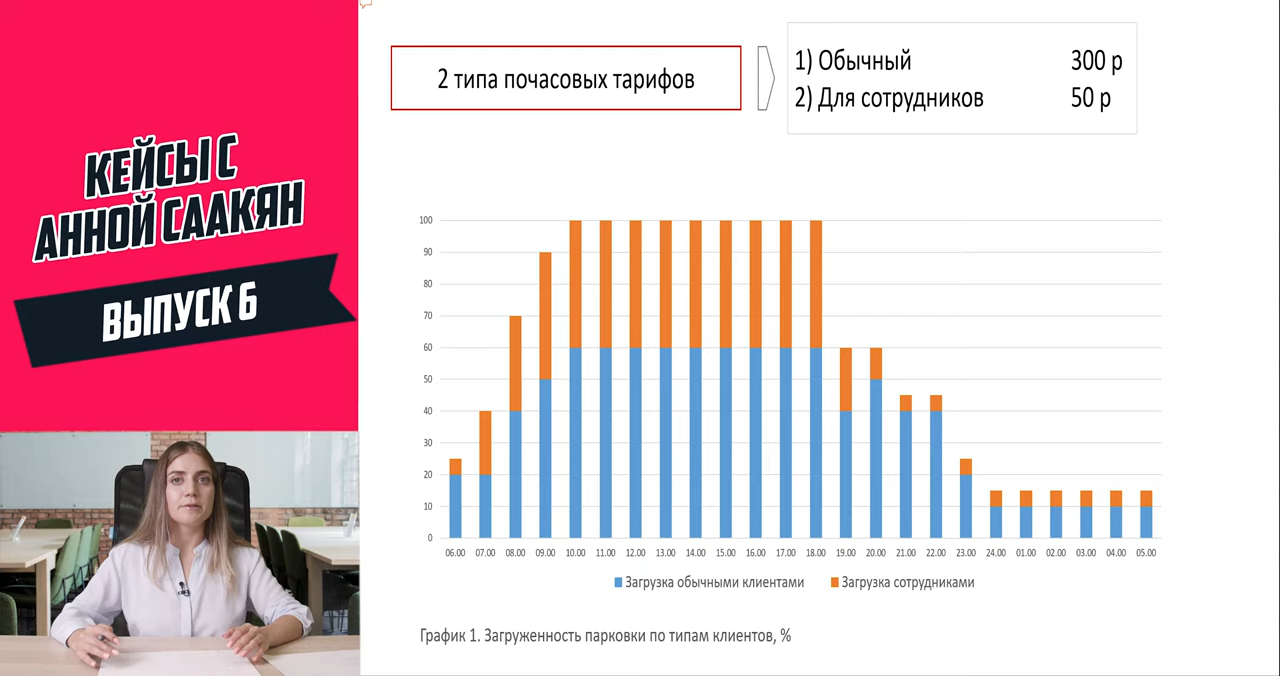 КЕЙСЫ С
АННОЙ СААКЯН
ВЫПУСК 6
2 типа почасовых тарифов
1) Обычный 300 р
2) Для сотрудников 50 р
100
90
80
70
60
50
40
30
20
10
0
06.00 07.00 08.00 09.00 10.00 11.00 12.00 13.00 14.00 15.00 16.00 17.00 18.00 19.00 20.00 21.00 22.00 23.00 24.00 01.00 02.00 03.00 04.00 05.00
Загрузка обычными клиентами Загрузка сотрудниками
График 1. Загруженность парковки по типам клиентов, %